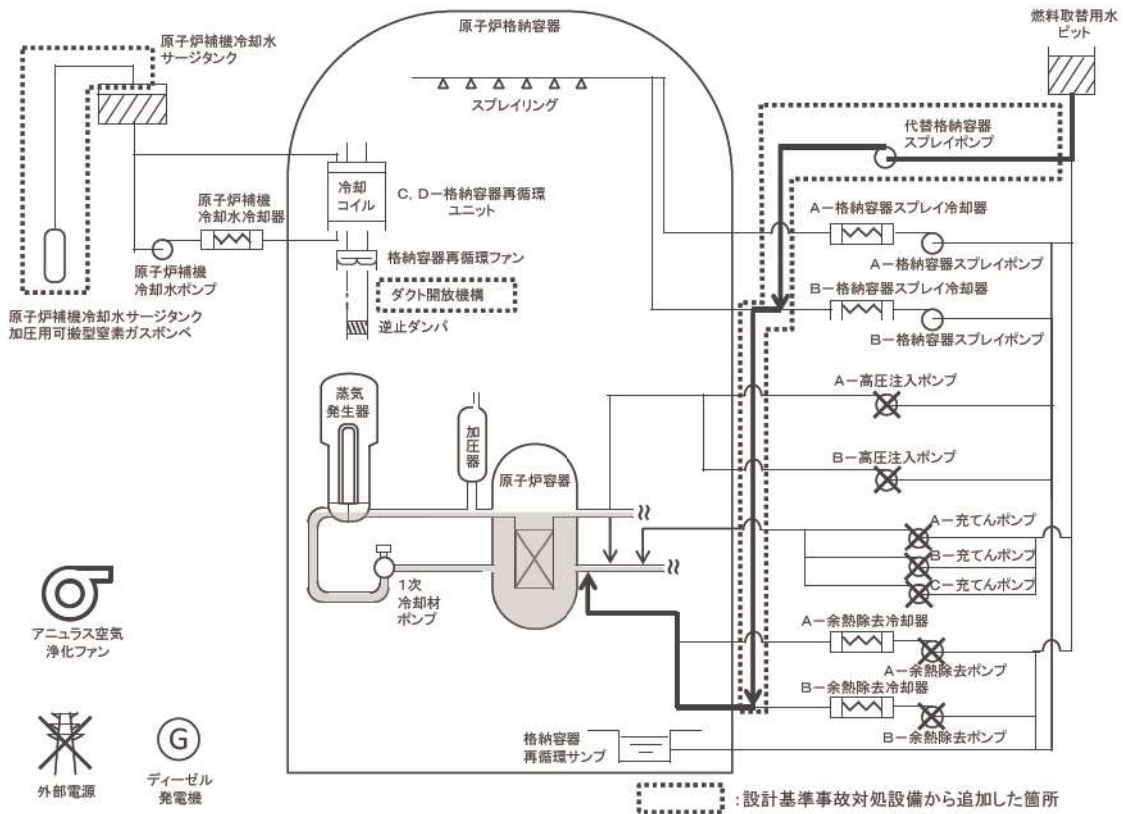 原子炉補機冷却水
サージタンク
原子炉格納容器
燃料取替用水
ピット
スプレイリング
代替格納容器
スプレイポンプ
冷却
コイル
C,D－格納容器再循環
ユニット
原子炉補機
冷却水冷却器
A－格納容器スプレイ冷却器
格納容器再循環ファン
原子炉補機
冷却水ポンプ
A－格納容器スプレイポンプ
ダクト開放機構
B－格納容器スプレイ冷却器
原子炉補機冷却水サージタンク
加圧用可搬型窒素ガスボンベ
逆止ダンパ
B－格納容器スプレイポンプ
蒸気
発生器
加圧器
A－高圧注入ポンプ
原子炉容器
B－高圧注入ポンプ
A－充てんポンプ
B－充てんポンプ
C－充てんポンプ
1次
冷却材
ポンプ
アニュラス空気
浄化ファン
A－余熱除去冷却器
A－余熱除去ポンプ
B－余熱除去冷却器
B－余熱除去ポンプ
格納容器
再循環サンプ
外部電源
G
ディーゼル
発電機
：設計基準事故対処設備から追加した箇所